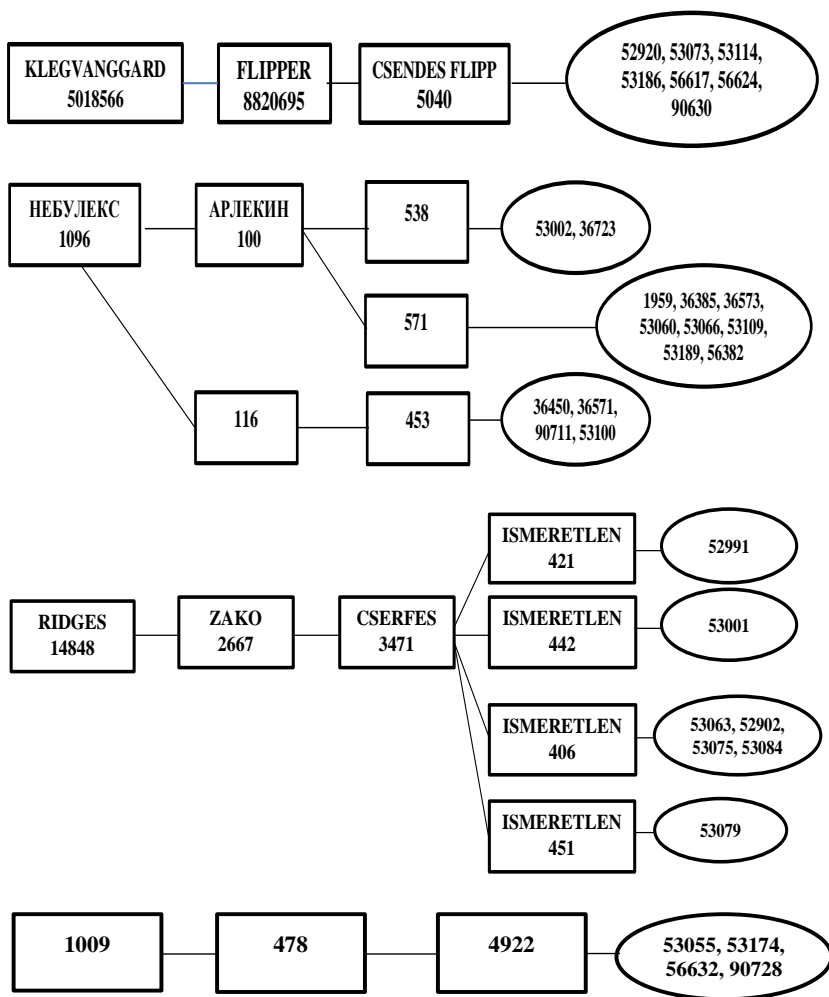 KLEGVANGGARD
5018566
FLIPPER
8820695
CSENDES FLIPP
5040
52920, 53073, 53114,
53186, 56617, 56624,
90630
НЕБУЛЕКС
1096
АРЛЕКИН
100
538
53002, 36723
571
1959, 36385, 36573,
53060, 53066, 53109,
53189, 56382
116
453
36450, 36571,
90711, 53100
RIDGES
14848
ZAKO
2667
CSERFES
3471
ISMERETLEN
421
52991
ISMERETLEN
442
53001
ISMERETLEN
406
53063, 52902,
53075, 53084
ISMERETLEN
451
53079
1009
478
4922
53055, 53174,
56632, 90728